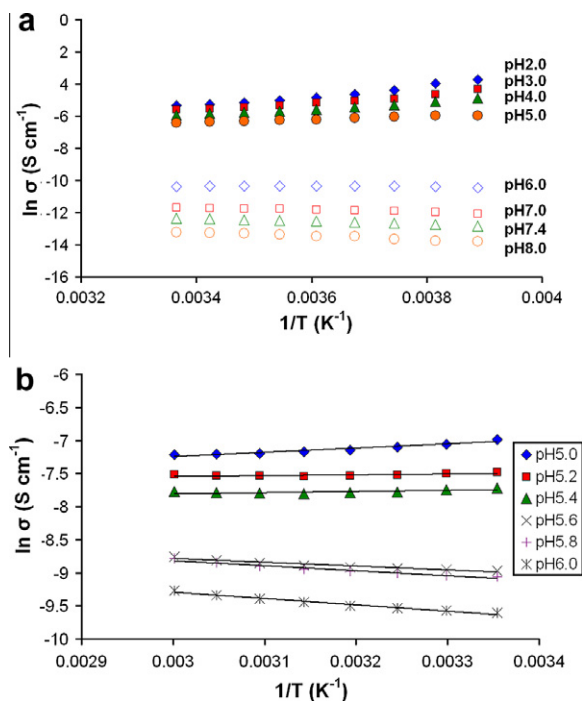 a
0
2
4
-6
-8
-10
-12
-14
-16
ln σ (S cm-1)
pH2.0
pH3.0
pH4.0
pH5.0
pH6.0
pH7.0
pH7.4
pH8.0
0.0032 0.0034 0.0036 0.0038 0.004
1/T (K-1)
b
-6
-6.5
-7
-7.5
-8
-8.5
-9
-9.5
-10
ln σ (S cm-1)
pH5.0
pH5.2
pH5.4
pH5.6
pH5.8
pH6.0
0.0029 0.003 0.0031 0.0032 0.0033 0.0034
1/T (K-1)